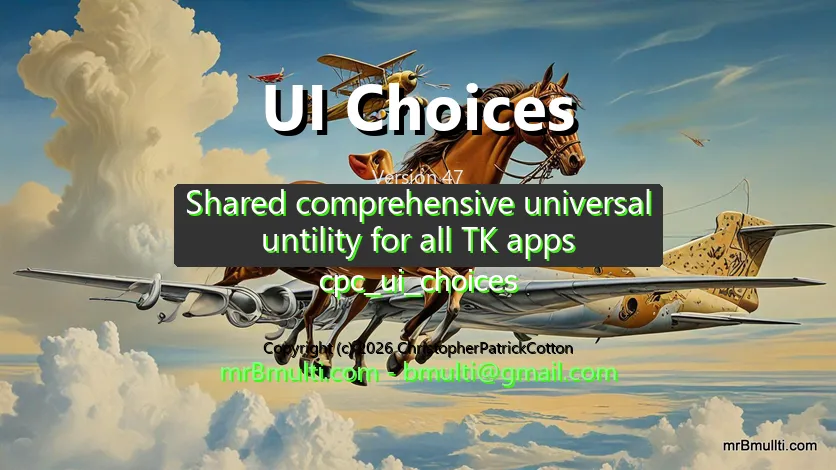 UI Choices
Version 47
Shared comprehensive universal
untility for all TK apps
cpc_ui_choices
Copyright (c) 2026 ChristopherPatrickCotton
mrBmulti.com - bmulti@gmail.com
mrBmullti.com